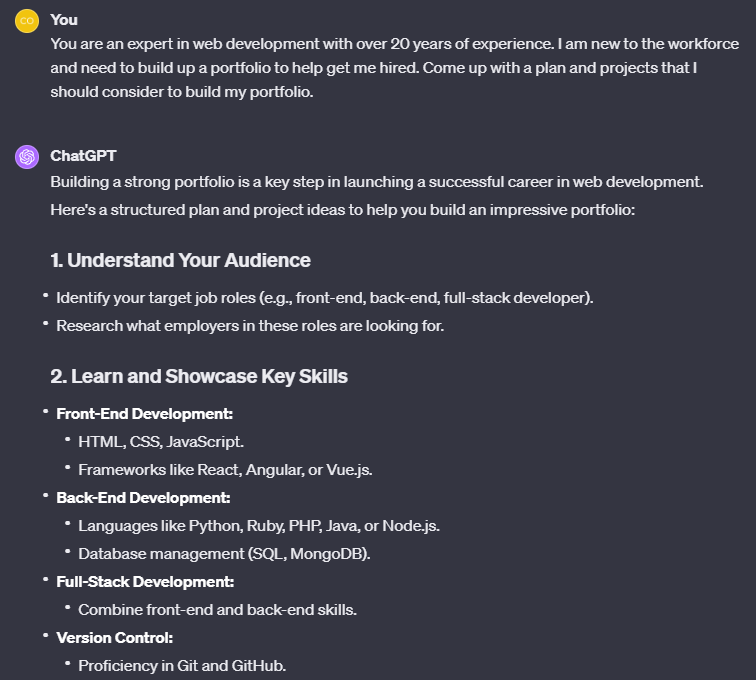 CO
You
You are an expert in web development with over 20 years of experience. I am new to the workforce
and need to build up a portfolio to help get me hired. Come up with a plan and projects that I
should consider to build my portfolio.
ChatGPT
Building a strong portfolio is a key step in launching a successful career in web development.
Here's a structured plan and project ideas to help you build an impressive portfolio:
1. Understand Your Audience
• Identify your target job roles (e.g., front-end, back-end, full-stack developer).
• Research what employers in these roles are looking for.
2. Learn and Showcase Key Skills
• Front-End Development:
• HTML, CSS, JavaScript.
• Frameworks like React, Angular, or Vue.js.
• Back-End Development:
• Languages like Python, Ruby, PHP, Java, or Node.js.
• Database management (SQL, MongoDB).
• Full-Stack Development:
• Combine front-end and back-end skills.
• Version Control:
• Proficiency in Git and GitHub.